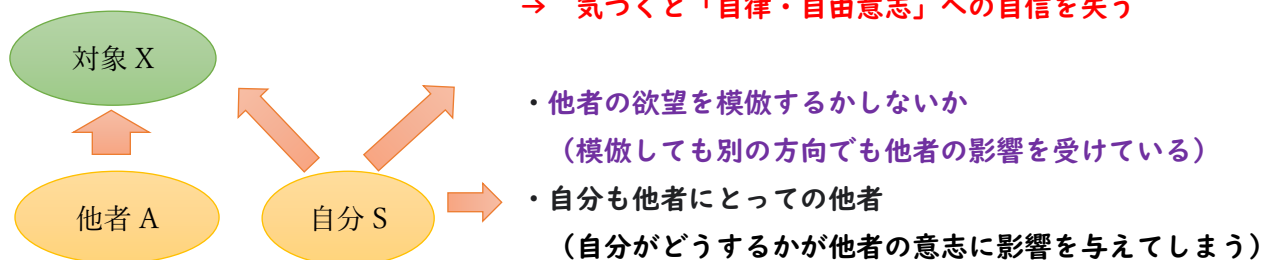 → 気づくと「自律・自由意志」への自信を失う
対象 X
・他者の欲望を模倣するかしないか
（模倣しても別の方向でも他者の影響を受けている）
他者 A
自分 S
・自分も他者にとっての他者
（自分がどうするかが他者の意志に影響を与えてしまう）